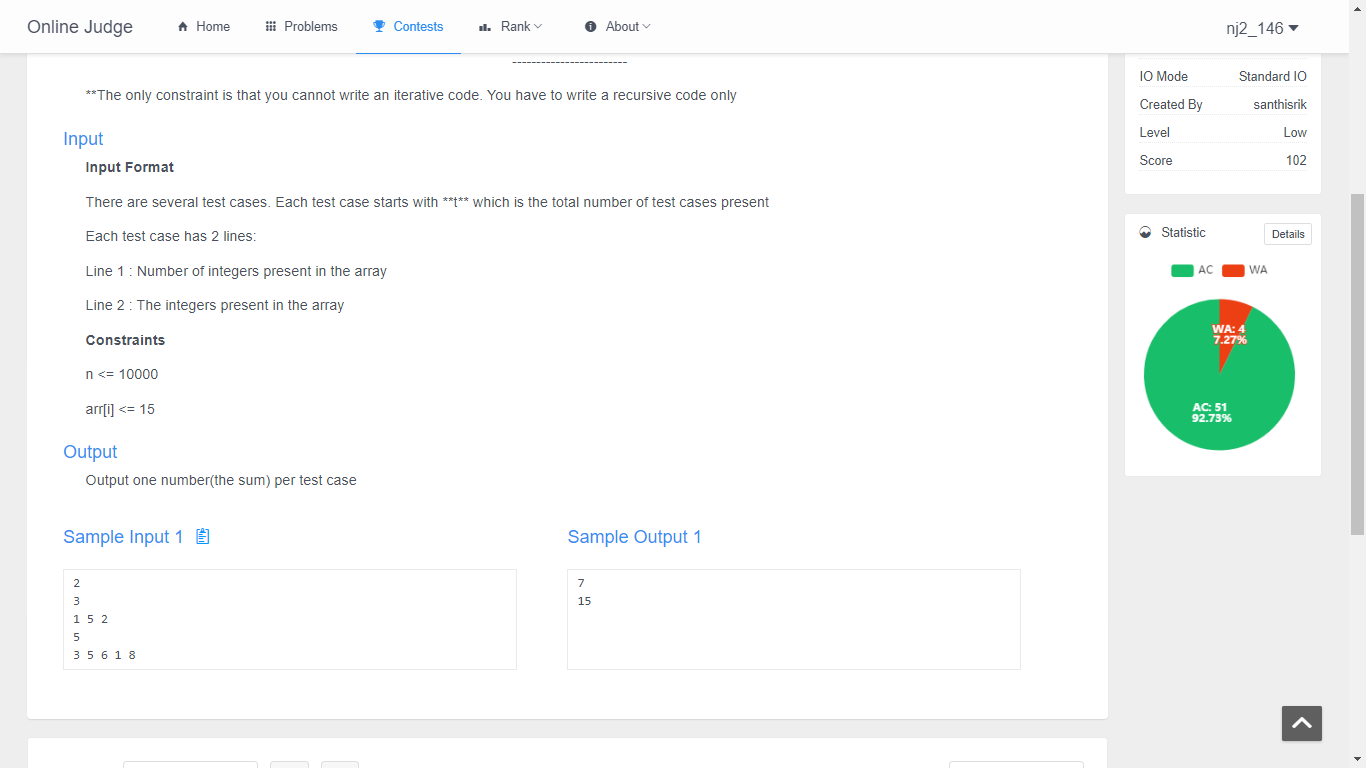 Online Judge
Home
Problems
Contests
Rank
About
nj2_146
------------------------
**The only constraint is that you cannot write an iterative code. You have to write a recursive code only
Input
Input Format
There are several test cases. Each test case starts with **t** which is the total number of test cases present
Each test case has 2 lines:
Line 1 : Number of integers present in the array
Line 2 : The integers present in the array
Constraints
n <= 10000
arr[i] <= 15
Output
Output one number(the sum) per test case
Sample Input 1
2
3
1 5 2
5
3 5 6 1 8
Sample Output 1
7
15
IO Mode Standard IO
Created By santhisrik
Level Low
Score 102
Statistic
Details
AC WA
WA: 4
7.27%
AC: 51
92.73%